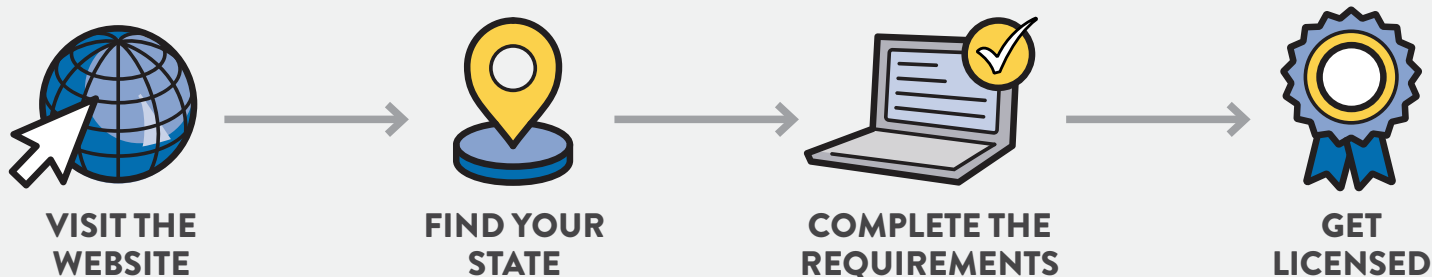 VISIT THE
WEBSITE
FIND YOUR
STATE
COMPLETE THE
REQUIREMENTS
GET
LICENSED